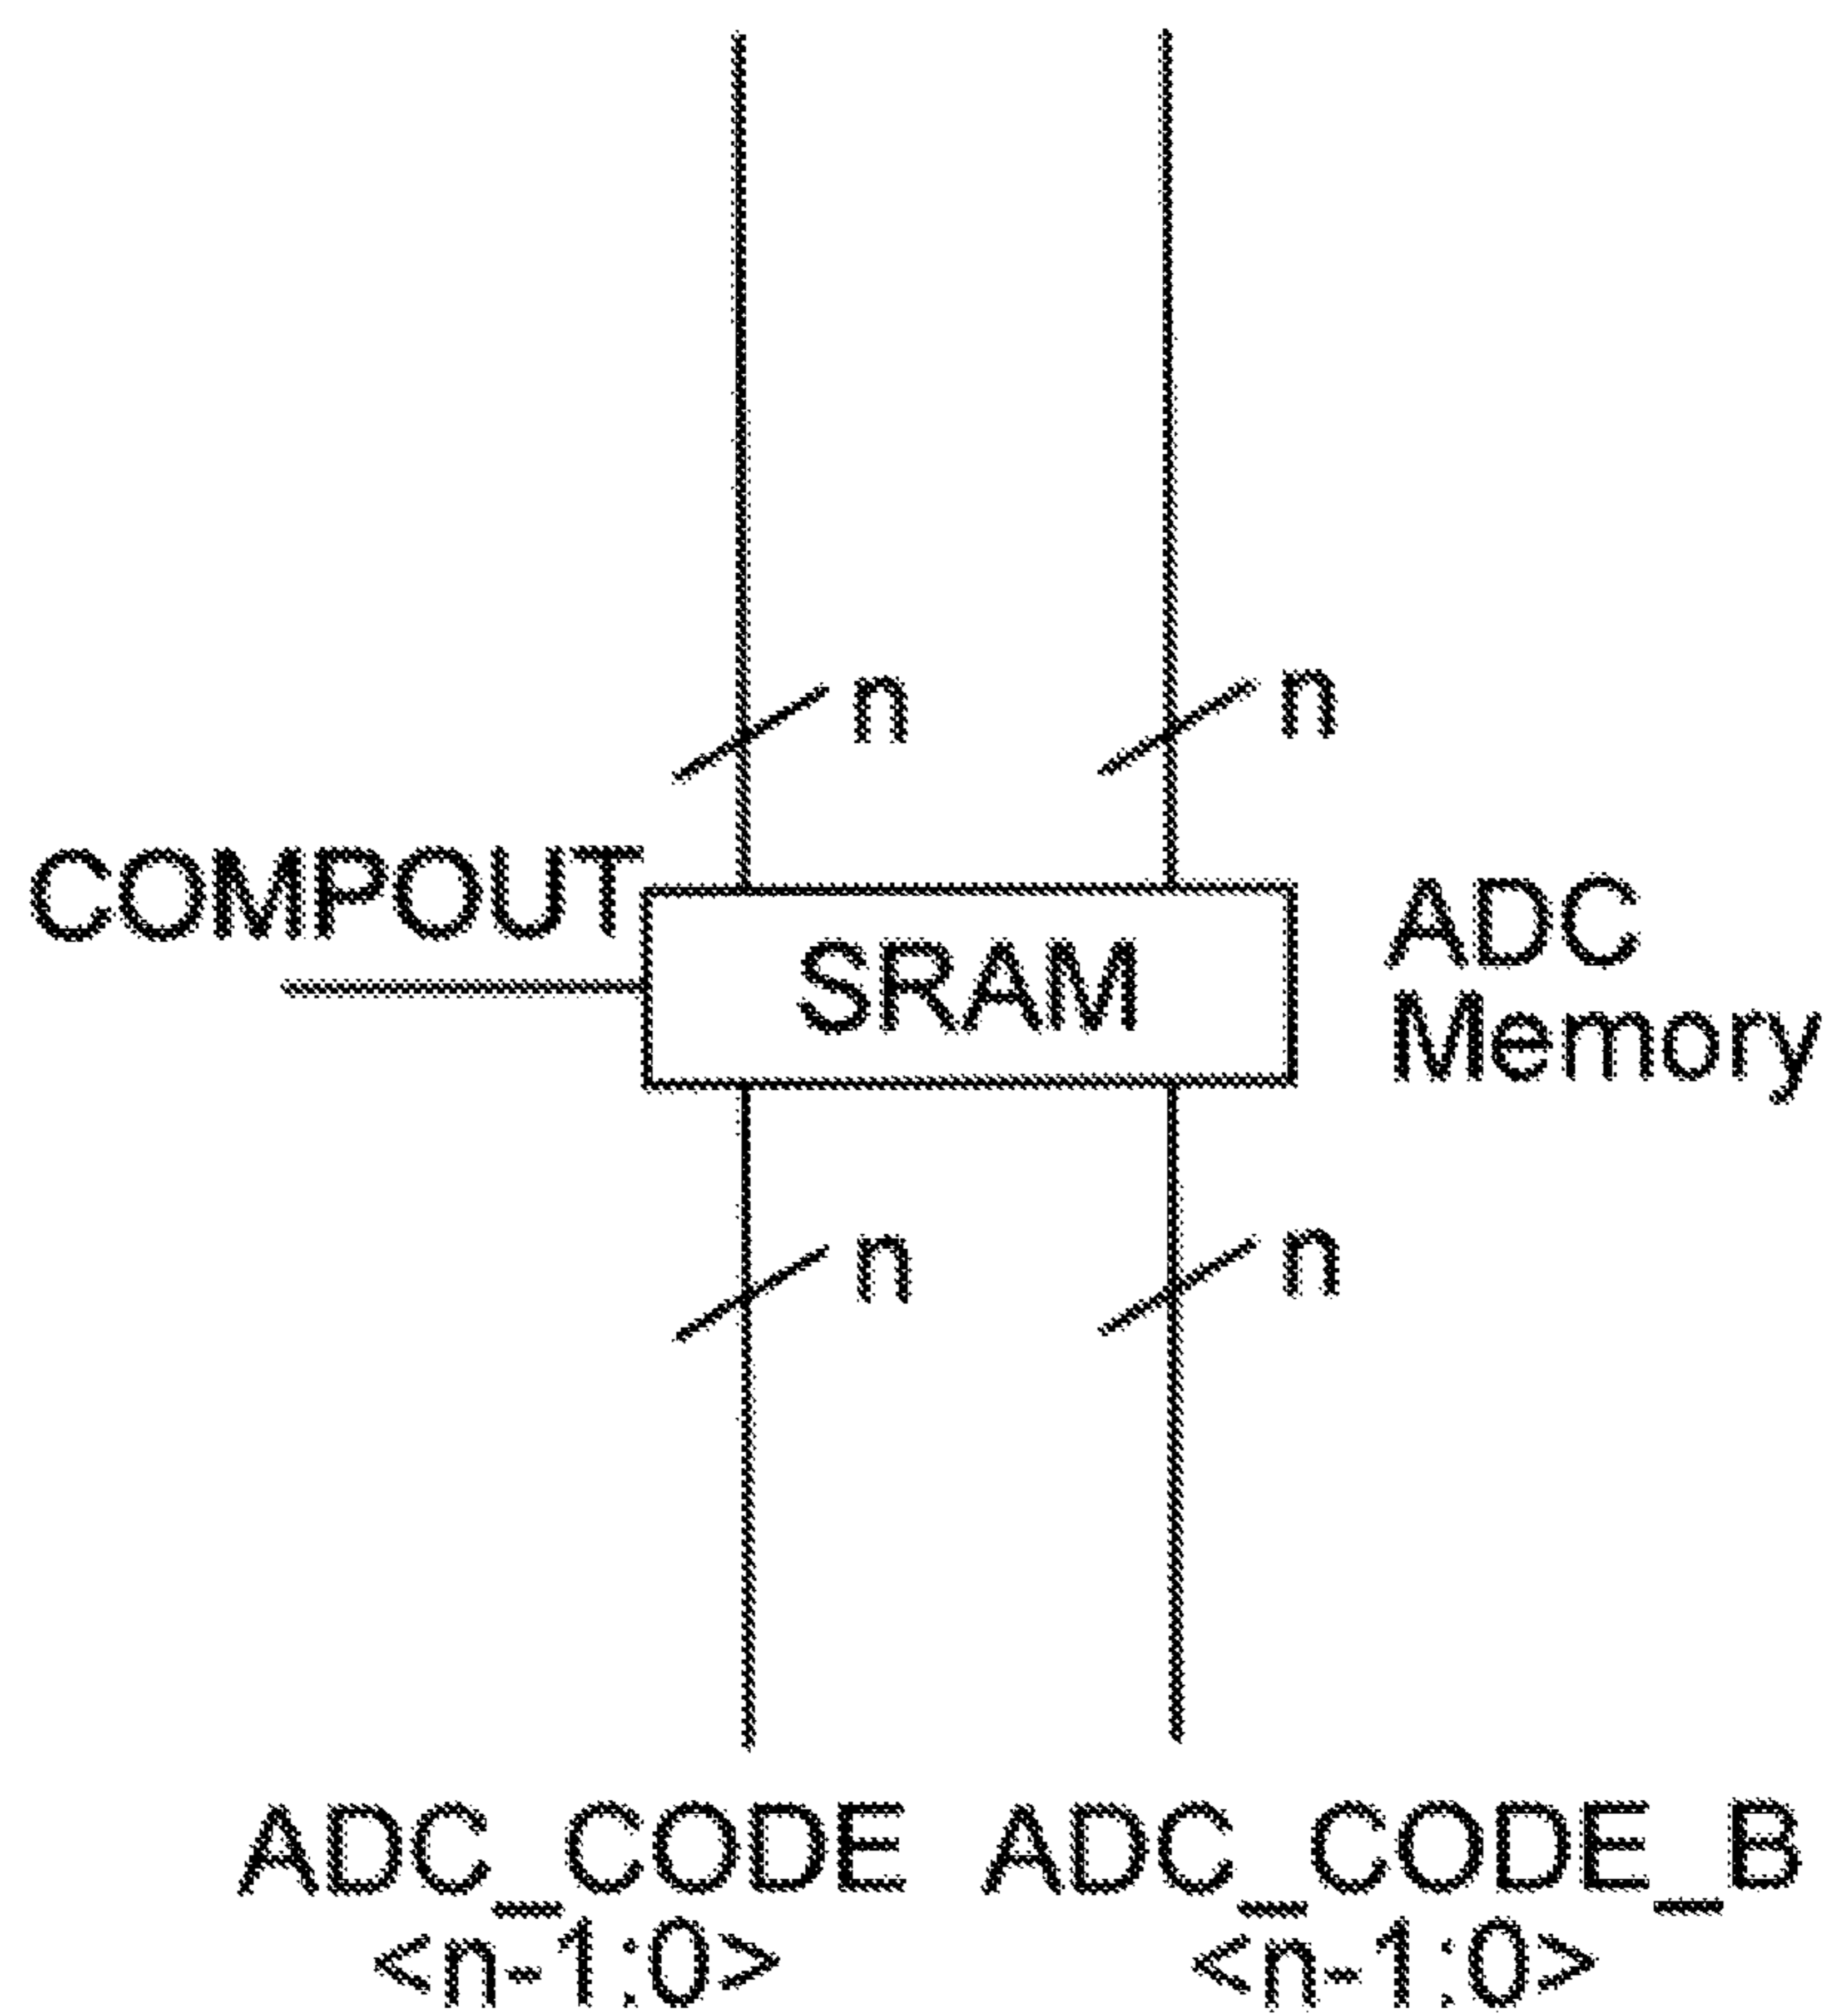 n
n
COMPOUT
SRAM
ADC
Memory
n
n
ADC_CODE
<n-1:0>
ADC_CODE_B
<n-1:0>